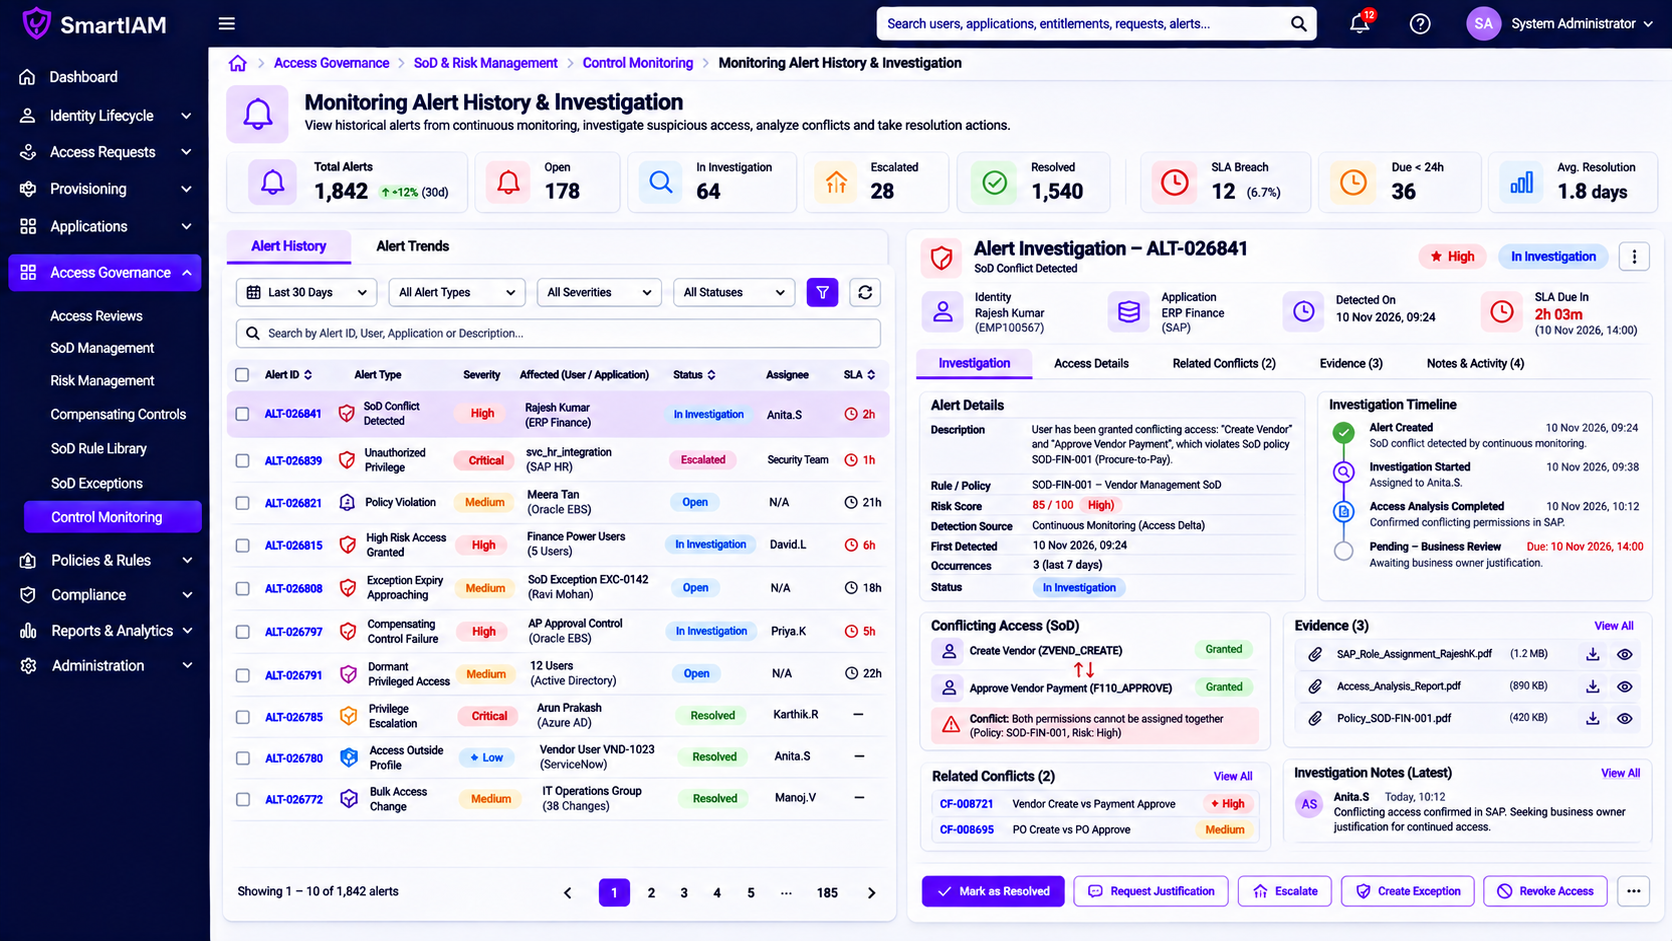 SmartIAM
Search users, applications, entitlements, requests, alerts...
12
SA
System Administrator
Dashboard
Identity Lifecycle
Access Requests
Provisioning
Applications
Access Governance
Access Reviews
SoD Management
Risk Management
Compensating Controls
SoD Rule Library
SoD Exceptions
Control Monitoring
Policies & Rules
Compliance
Reports & Analytics
Administration
Access Governance > SoD & Risk Management > Control Monitoring > Monitoring Alert History & Investigation
Monitoring Alert History & Investigation
View historical alerts from continuous monitoring, investigate suspicious access, analyze conflicts and take resolution actions.
Total Alerts
1,842 +12% (30d)
Open
178
In Investigation
64
Escalated
28
Resolved
1,540
SLA Breach
12 (6.7%)
Due < 24h
36
Avg. Resolution
1.8 days
Alert History
Alert Trends
Last 30 Days
All Alert Types
All Severities
All Statuses
Search by Alert ID, User, Application or Description...
Alert ID Alert Type Severity Affected (User / Application) Status Assignee SLA
ALT-026841 SoD Conflict Detected High Rajesh Kumar (ERP Finance) In Investigation Anita.S 2h
ALT-026839 Unauthorized Privilege Critical svc_hr_integration (SAP HR) Escalated Security Team 1h
ALT-026821 Policy Violation Medium Meera Tan (Oracle EBS) Open N/A 21h
ALT-026815 High Risk Access Granted High Finance Power Users (5 Users) In Investigation David.L 6h
ALT-026808 Exception Expiry Approaching Medium SoD Exception EXC-0142 (Ravi Mohan) Open N/A 18h
ALT-026797 Compensating Control Failure High AP Approval Control (Oracle EBS) In Investigation Priya.K 5h
ALT-026791 Dormant Privileged Access Medium 12 Users (Active Directory) Open N/A 22h
ALT-026785 Privilege Escalation Critical Arun Prakash (Azure AD) Resolved Karthik.R —
ALT-026780 Access Outside Profile Low Vendor User VND-1023 (ServiceNow) Resolved Anita.S —
ALT-026772 Bulk Access Change Medium IT Operations Group (38 Changes) Resolved Manoj.V —
Showing 1 – 10 of 1,842 alerts
1 2 3 4 5 ... 185
Alert Investigation – ALT-026841
SoD Conflict Detected
High
In Investigation
Identity
Rajesh Kumar
(EMP100567)
Application
ERP Finance
(SAP)
Detected On
10 Nov 2026, 09:24
SLA Due In
2h 03m
(10 Nov 2026, 14:00)
Investigation
Access Details
Related Conflicts (2)
Evidence (3)
Notes & Activity (4)
Alert Details
Description User has been granted conflicting access: "Create Vendor"
and "Approve Vendor Payment", which violates SoD policy
SOD-FIN-001 (Procure-to-Pay).
Rule / Policy SOD-FIN-001 – Vendor Management SoD
Risk Score 85 / 100 High)
Detection Source Continuous Monitoring (Access Delta)
First Detected 10 Nov 2026, 09:24
Occurrences 3 (last 7 days)
Status In Investigation
Investigation Timeline
Alert Created 10 Nov 2026, 09:24
SoD conflict detected by continuous monitoring.
Investigation Started 10 Nov 2026, 09:38
Assigned to Anita.S.
Access Analysis Completed 10 Nov 2026, 10:12
Confirmed conflicting permissions in SAP.
Pending – Business Review Due: 10 Nov 2026, 14:00
Awaiting business owner justification.
Conflicting Access (SoD)
Create Vendor (ZVEND_CREATE) Granted
Approve Vendor Payment (F110_APPROVE) Granted
Conflict: Both permissions cannot be assigned together
(Policy: SOD-FIN-001, Risk: High)
Evidence (3) View All
SAP_Role_Assignment_RajeshK.pdf (1.2 MB)
Access_Analysis_Report.pdf (890 KB)
Policy_SOD-FIN-001.pdf (420 KB)
Related Conflicts (2) View All
CF-008721 Vendor Create vs Payment Approve High
CF-008695 PO Create vs PO Approve Medium
Investigation Notes (Latest) View All
AS
Anita.S Today, 10:12
Conflicting access confirmed in SAP. Seeking business owner
justification for continued access.
Mark as Resolved
Request Justification
Escalate
Create Exception
Revoke Access